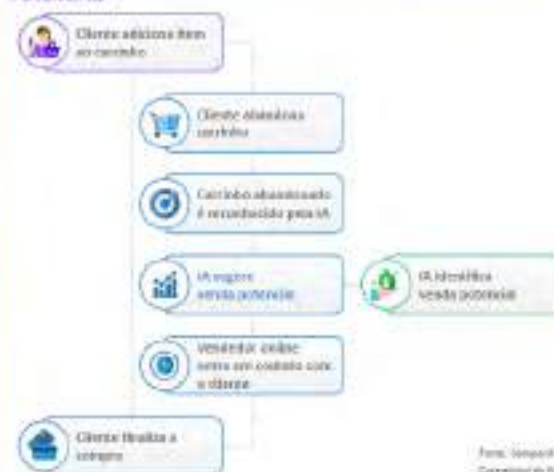 Cliente adiciona item
ao carrinho
Cliente abandona
carrinho
Carrinho abandonado
é reconhecido pela IA
IA sugere
venda potencial
IA identifica
venda potencial
Vendedor online
entra em contato com
o cliente
Cliente finaliza a
compra
Fonte: